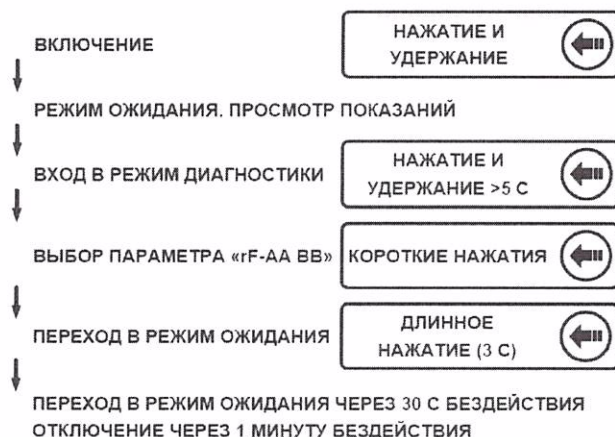 ВКЛЮЧЕНИЕ
НАЖАТИЕ И
УДЕРЖАНИЕ
РЕЖИМ ОЖИДАНИЯ. ПРОСМОТР ПОКАЗАНИЙ
ВХОД В РЕЖИМ ДИАГНОСТИКИ
НАЖАТИЕ И
УДЕРЖАНИЕ >5 С
ВЫБОР ПАРАМЕТРА «rF-AA BB»
КОРОТКИЕ НАЖАТИЯ
ПЕРЕХОД В РЕЖИМ ОЖИДАНИЯ
ДЛИННОЕ
НАЖАТИЕ (3 С)
ПЕРЕХОД В РЕЖИМ ОЖИДАНИЯ ЧЕРЕЗ 30 С БЕЗДЕЙСТВИЯ
ОТКЛЮЧЕНИЕ ЧЕРЕЗ 1 МИНУТУ БЕЗДЕЙСТВИЯ